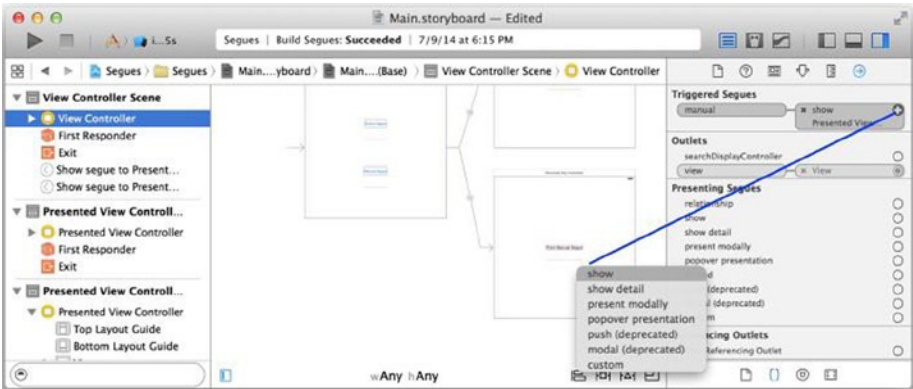 Main.storyboard — Edited
i...5s
Segues | Build Segues: Succeeded | 7/9/14 at 6:15 PM
Segues
Segues
Main....yboard
Main....(Base)
View Controller Scene
View Controller
View Controller Scene
View Controller
First Responder
Exit
Show segue to Present...
Show segue to Present...
Presented View Controll...
Presented View Controller
First Responder
Exit
Presented View Controll...
Presented View Controller
Top Layout Guide
Bottom Layout Guide
First Manual Segue
wAny hAny
Triggered Segues
manual
show
Presented View...
Outlets
searchDisplayController
view
View
Presenting Segues
relationship
show
show detail
present modally
popover presentation
(deprecated)
(deprecated)
Referencing Outlet
show
show detail
present modally
popover presentation
push (deprecated)
modal (deprecated)
custom